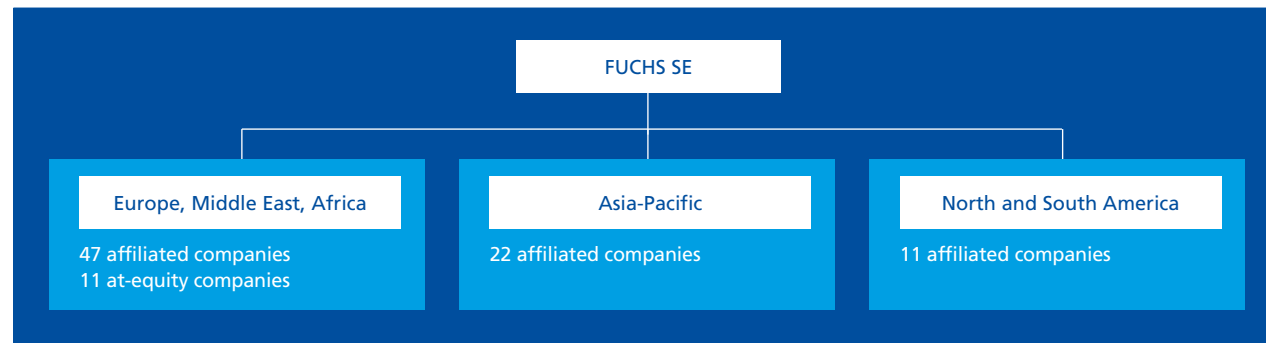 FUCHS SE
Europe, Middle East, Africa
47 affiliated companies
11 at-equity companies
Asia-Pacific
22 affiliated companies
North and South America
11 affiliated companies